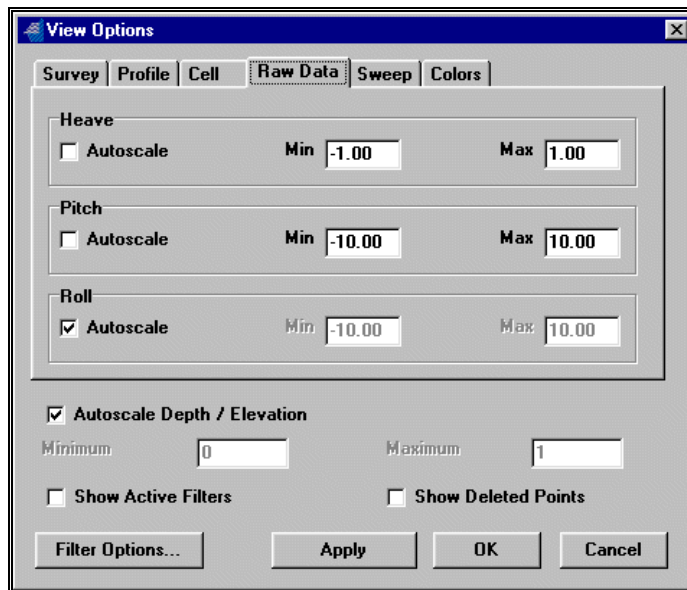 View Options
Survey Profile Cell Raw Data Sweep Colors
Heave
Autoscale Min -1.00 Max 1.00
Pitch
Autoscale Min -10.00 Max 10.00
Roll
Autoscale Min -10.00 Max 10.00
Autoscale Depth / Elevation
Minimum 0 Maximum 1
Show Active Filters Show Deleted Points
Filter Options... Apply OK Cancel